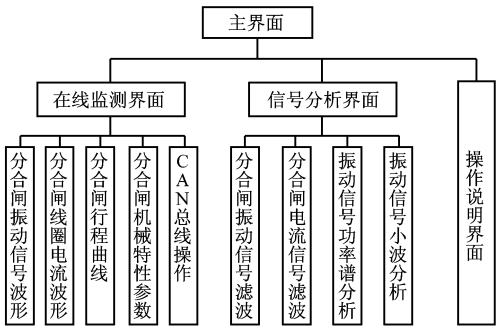 主界面
在线监测界面
信号分析界面
操作说明界面
分合闸振动信号波形
分合闸线圈电流波形
分合闸行程曲线
分合闸机械特性参数
CAN总线操作
分合闸振动信号滤波
分合闸电流信号滤波
振动信号功率谱分析
振动信号小波分析